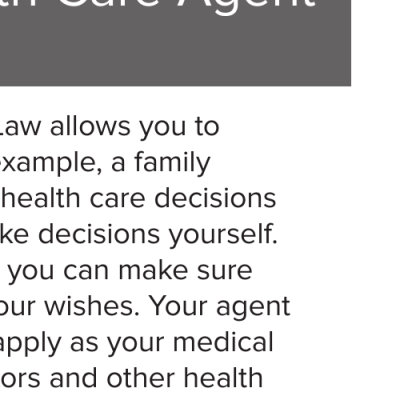 th Care Agent
Law allows you to
example, a family
health care decisions
ke decisions yourself.
you can make sure
our wishes. Your agent
apply as your medical
ors and other health